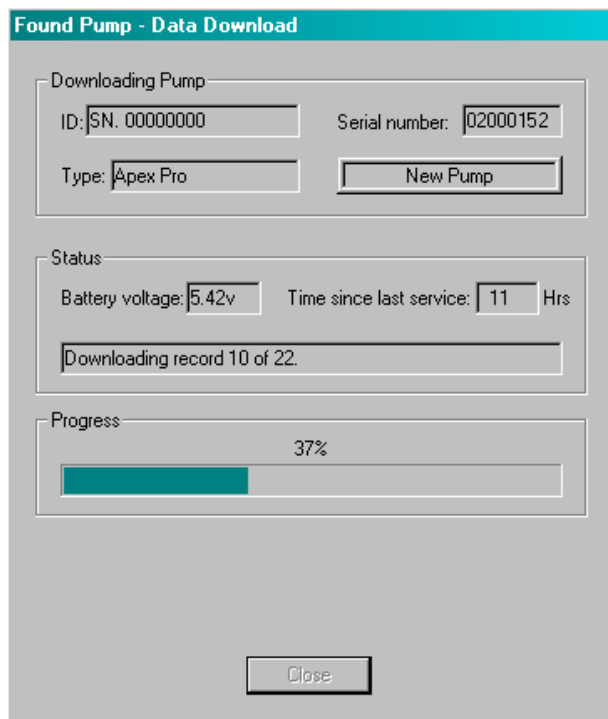 Found Pump - Data Download
Downloading Pump
ID: SN. 00000000 Serial number: 02000152
Type: Apex Pro New Pump
Status
Battery voltage: 5.42v Time since last service: 11 Hrs
Downloading record 10 of 22.
Progress
37%
Close